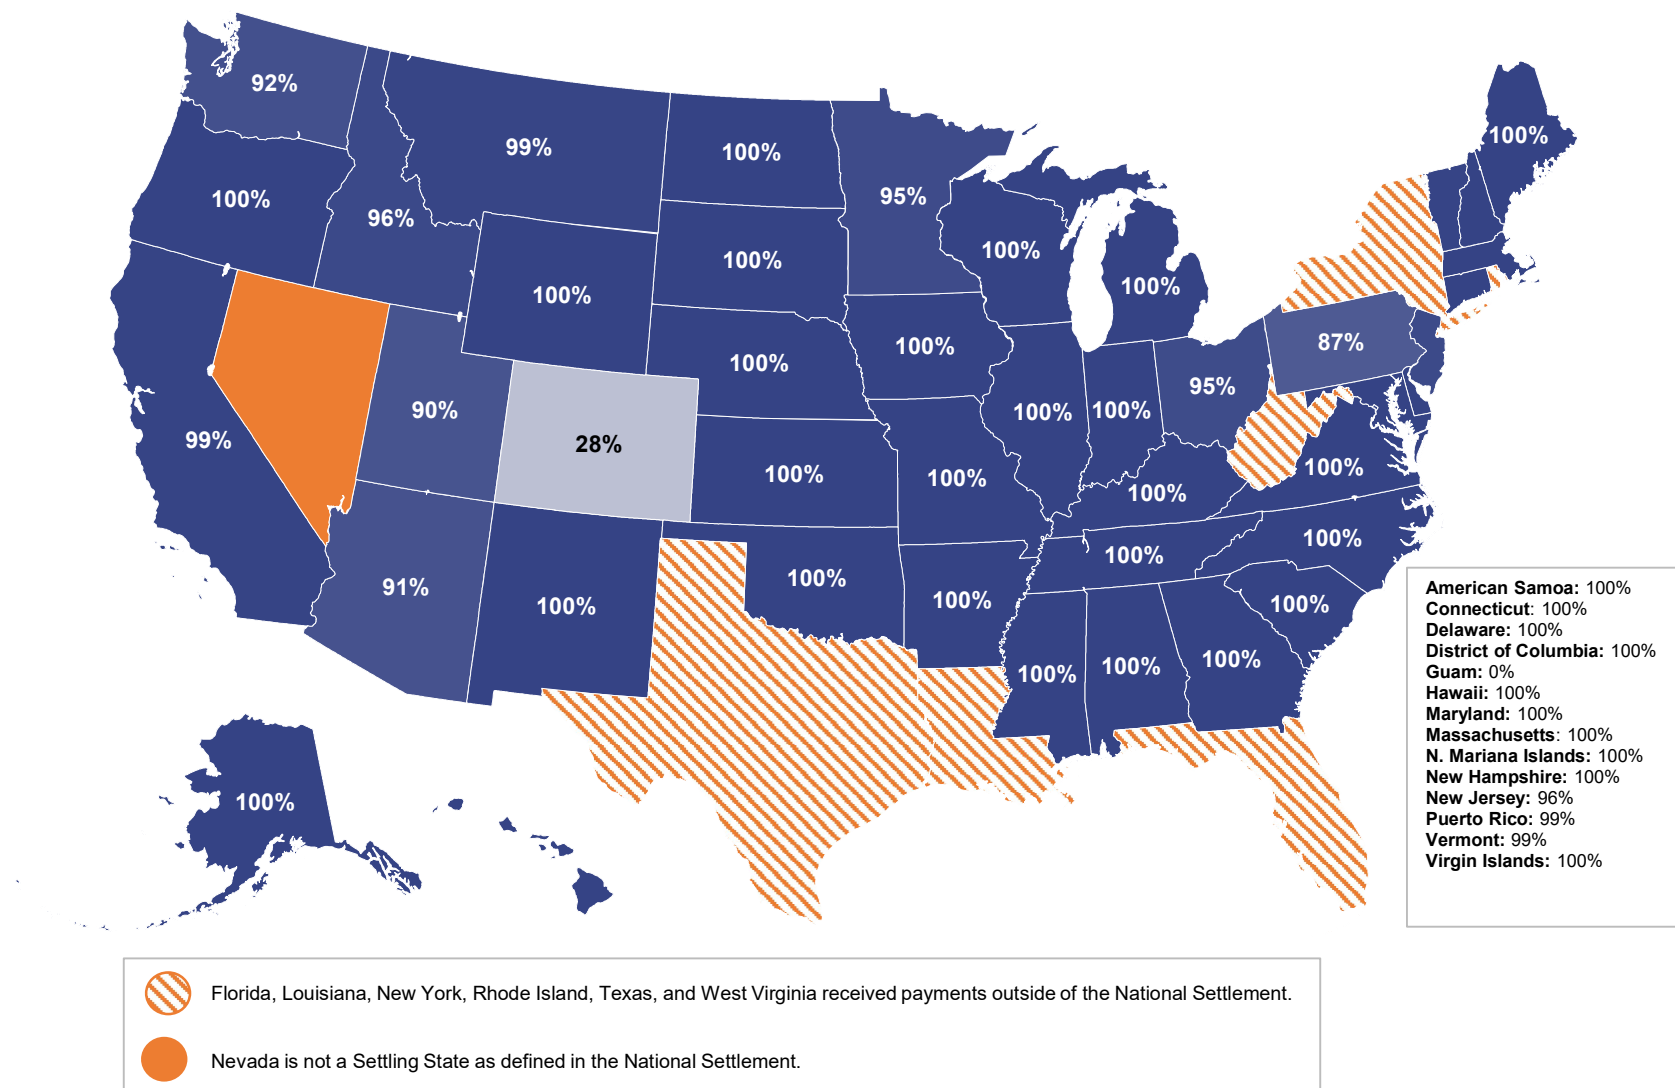 92%
99%
100%
100%
95%
100%
96%
100%
100%
100%
100%
100%
100%
100%
87%
90%
28%
95%
99%
100%
100%
100%
100%
100%
100%
100%
91%
100%
100%
100%
100%
100%
100%
100%
100%
100%
100%
American Samoa: 100%
Connecticut: 100%
Delaware: 100%
District of Columbia: 100%
Guam: 0%
Hawaii: 100%
Maryland: 100%
Massachusetts: 100%
N. Mariana Islands: 100%
New Hampshire: 100%
New Jersey: 96%
Puerto Rico: 99%
Vermont: 99%
Virgin Islands: 100%
Florida, Louisiana, New York, Rhode Island, Texas, and West Virginia received payments outside of the National Settlement.
Nevada is not a Settling State as defined in the National Settlement.